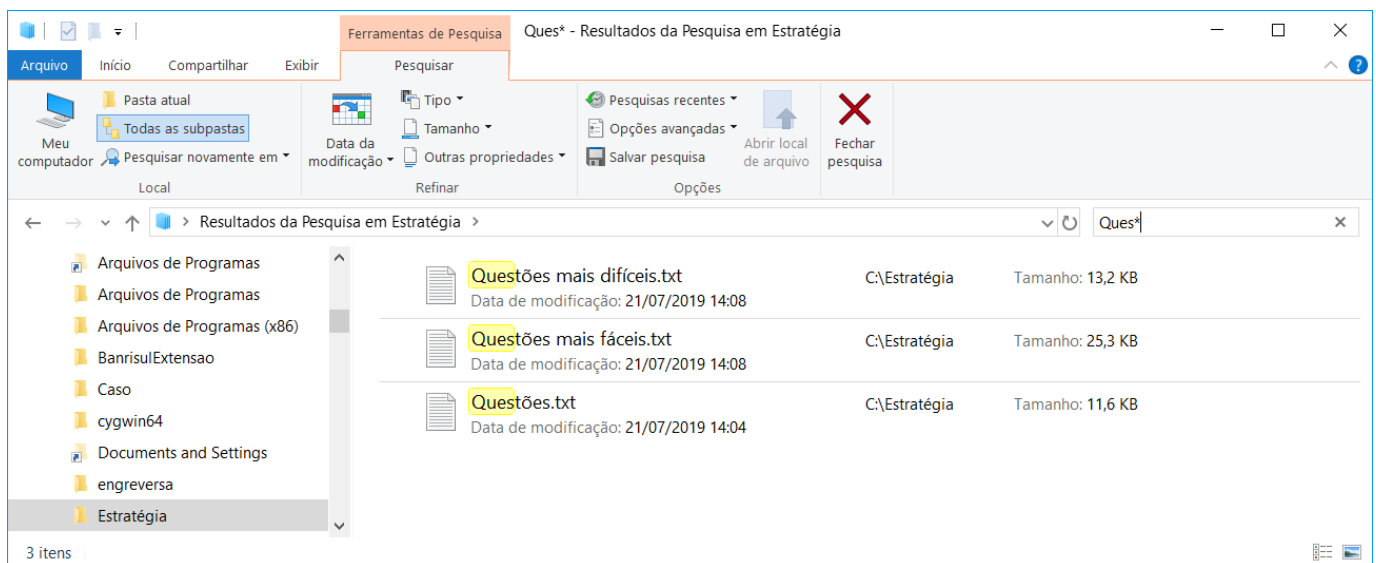 Ferramentas de Pesquisa
Ques* - Resultados da Pesquisa em Estratégia
Arquivo
Início
Compartilhar
Exibir
Pesquisar
Meu computador
Pasta atual
Todas as subpastas
Pesquisar novamente em
Local
Data da modificação
Tipo
Tamanho
Outras propriedades
Refinar
Pesquisas recentes
Opções avançadas
Salvar pesquisa
Abrir local de arquivo
Opções
Fechar pesquisa
Resultados da Pesquisa em Estratégia
Ques*
Arquivos de Programas
Arquivos de Programas
Arquivos de Programas (x86)
BanrisulExtensao
Caso
cygwin64
Documents and Settings
engreversa
Estratégia
Questões mais difíceis.txt
Data de modificação: 21/07/2019 14:08
C:\Estratégia
Tamanho: 13,2 KB
Questões mais fáceis.txt
Data de modificação: 21/07/2019 14:08
C:\Estratégia
Tamanho: 25,3 KB
Questões.txt
Data de modificação: 21/07/2019 14:04
C:\Estratégia
Tamanho: 11,6 KB
3 itens